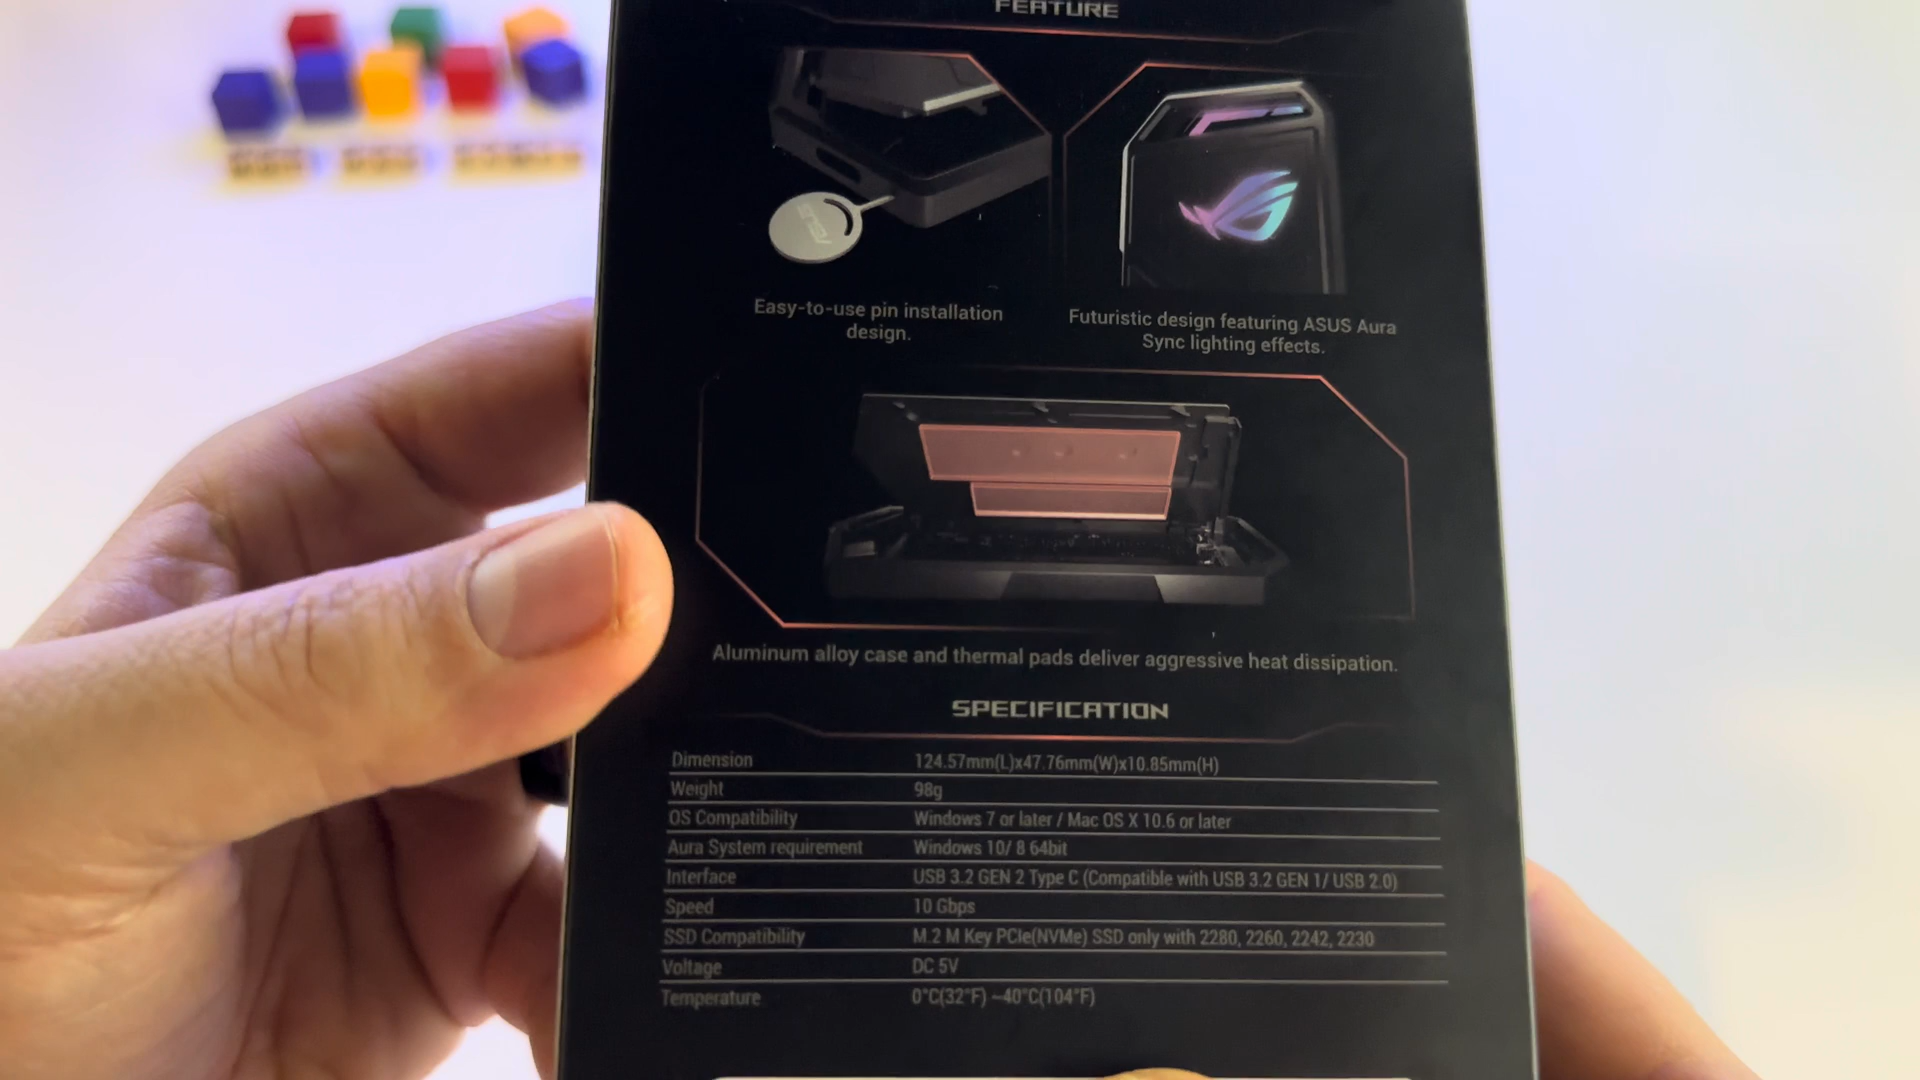 FEATURE
Easy-to-use pin installation
design.
Futuristic design featuring ASUS Aura
Sync lighting effects.
Aluminum alloy case and thermal pads deliver aggressive heat dissipation.
SPECIFICATION
Dimension 124.57mm(L)x47.76mm(W)x10.85mm(H)
Weight 98g
OS Compatibility Windows 7 or later / Mac OS X 10.6 or later
Aura System requirement Windows 10/ 8 64bit
Interface USB 3.2 GEN 2 Type C (Compatible with USB 3.2 GEN 1/ USB 2.0)
Speed 10 Gbps
SSD Compatibility M.2 M Key PCIe(NVMe) SSD only with 2280, 2260, 2242, 2230
Voltage DC 5V
Temperature 0°C(32°F) ~40°C(104°F)